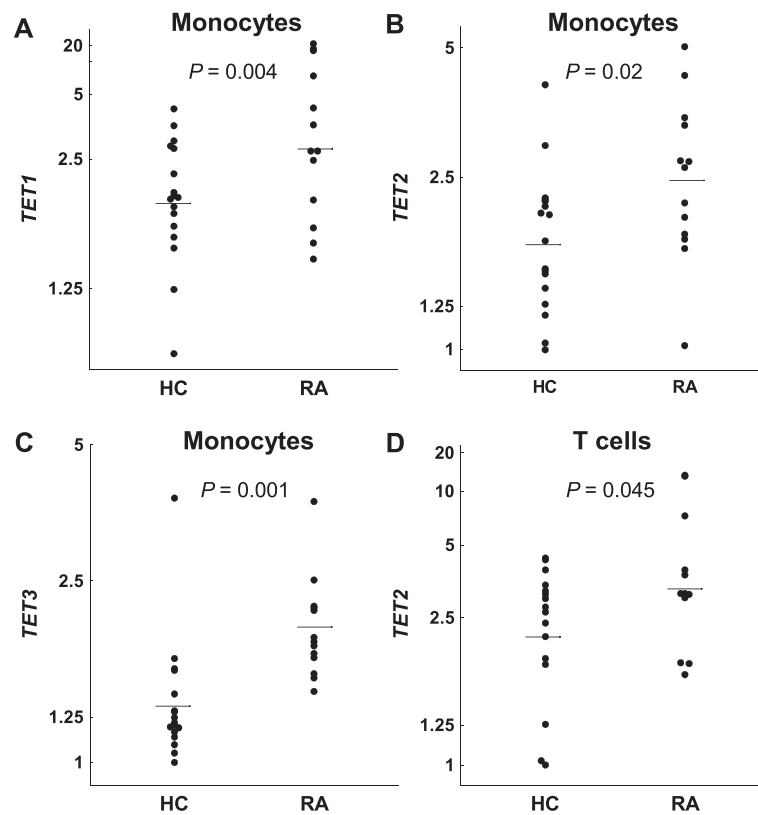 A
Monocytes
P = 0.004
TET1
20
5
2.5
1.25
HC
RA
B
Monocytes
P = 0.02
TET2
5
2.5
1.25
1
HC
RA
C
Monocytes
P = 0.001
TET3
5
2.5
1.25
1
HC
RA
D
T cells
P = 0.045
TET2
20
10
5
2.5
1.25
1
HC
RA